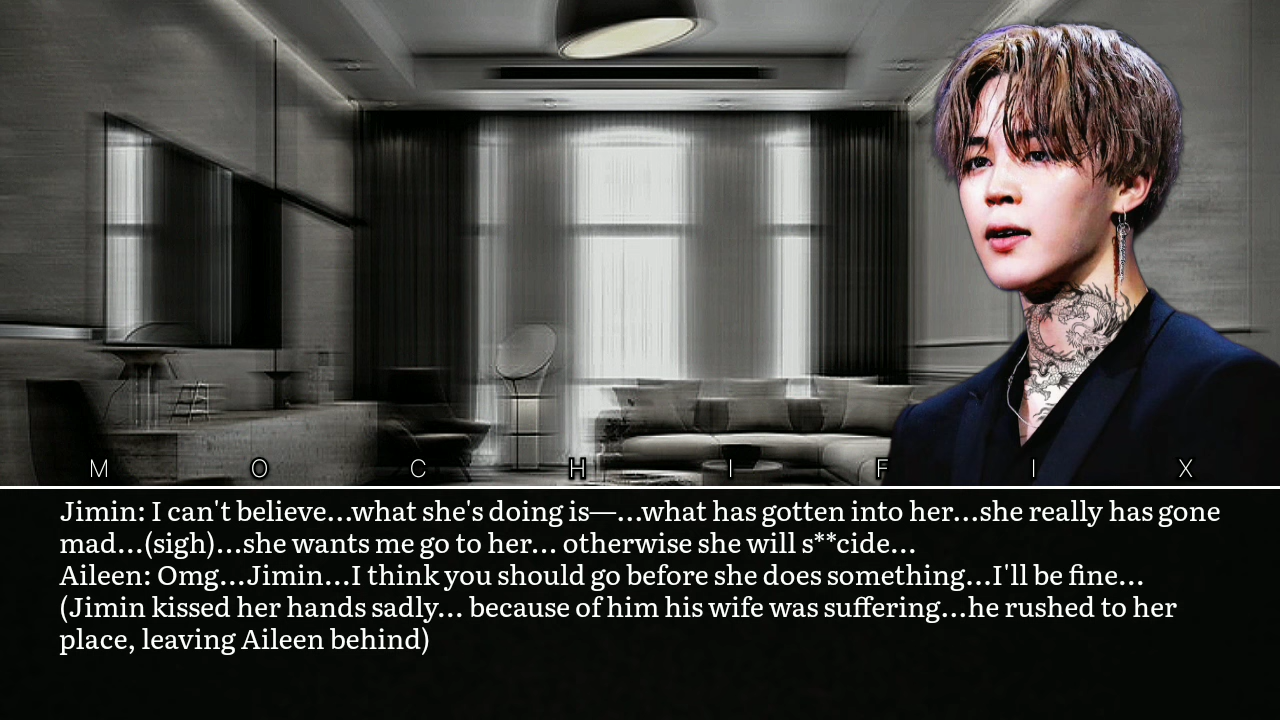 M O C H I F I X
Jimin: I can't believe...what she's doing is—...what has gotten into her...she really has gone
mad...(sigh)...she wants me go to her... otherwise she will s**cide...
Aileen: Omg...Jimin...I think you should go before she does something...I'll be fine...
(Jimin kissed her hands sadly... because of him his wife was suffering...he rushed to her
place, leaving Aileen behind)